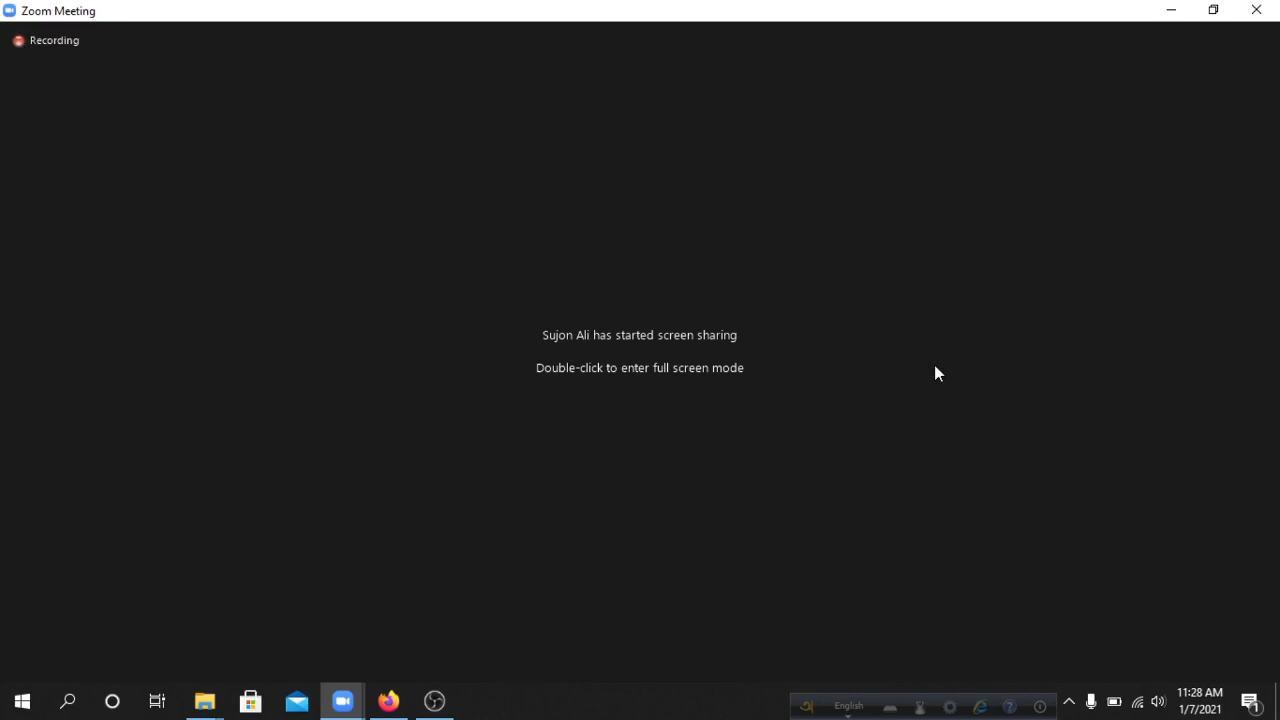 Zoom Meeting
Recording
Sujon Ali has started screen sharing
Double-click to enter full screen mode
English
11:28 AM
1/7/2021
1